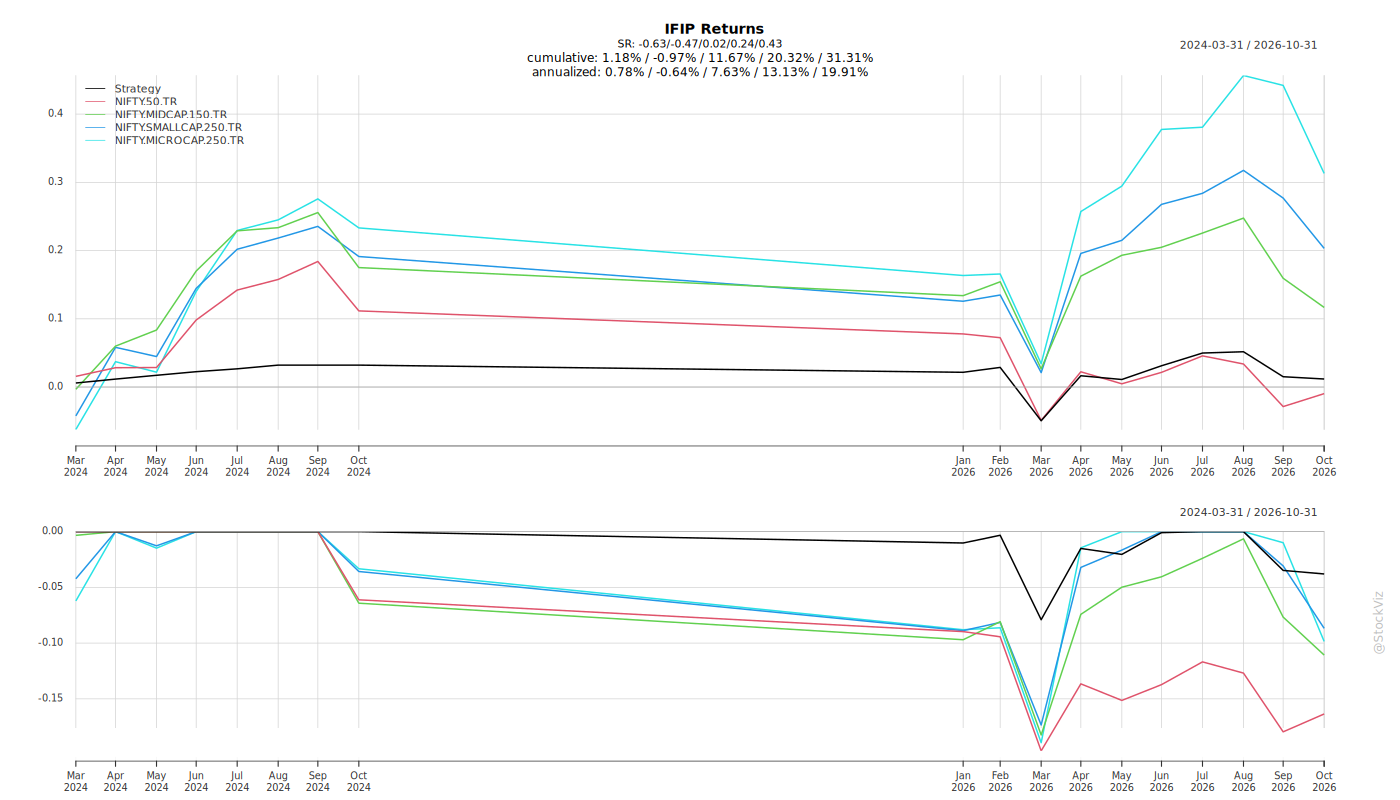 IFIP Returns
SR: -0.63/-0.47/0.02/0.24/0.43
2024-03-31 / 2026-10-31
cumulative: 1.18% / -0.97% / 11.67% / 20.32% / 31.31%
annualized: 0.78% / -0.64% / 7.63% / 13.13% / 19.91%
Strategy
NIFTY.50.TR
NIFTY.MIDCAP.150.TR
NIFTY.SMALLCAP.250.TR
NIFTY.MICROCAP.250.TR
0.4
0.3
0.2
0.1
0.0
Mar Apr May Jun Jul Aug Sep Oct Jan Feb Mar Apr May Jun Jul Aug Sep Oct
2024 2024 2024 2024 2024 2024 2024 2024 2026 2026 2026 2026 2026 2026 2026 2026 2026 2026
2024-03-31 / 2026-10-31
0.00
-0.05
-0.10
-0.15
Mar Apr May Jun Jul Aug Sep Oct Jan Feb Mar Apr May Jun Jul Aug Sep Oct
2024 2024 2024 2024 2024 2024 2024 2024 2026 2026 2026 2026 2026 2026 2026 2026 2026 2026
@StockViz